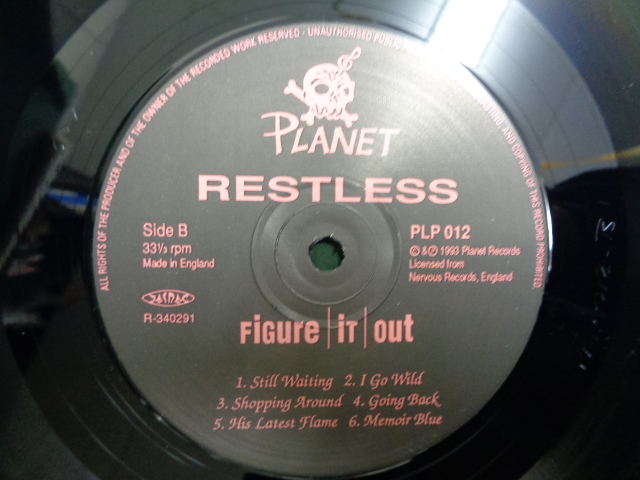 ALL RIGHTS OF THE PRODUCER AND OF THE OWNER OF THE RECORDED WORK RESERVED - UNAUTHORISED PUBLIC AND COPYING OF THIS RECORD PROHIBITED
PLANET
RESTLESS
Side B
33⅓ rpm
Made in England
PLP 012
© & ℗ 1993 Planet Records
Licensed from
Nervous Records, England
JASRAC
R-340291
FiGURE | iT | OUT
1. Still Waiting 2. I Go Wild
3. Shopping Around 4. Going Back
5. His Latest Flame 6. Memoir Blue